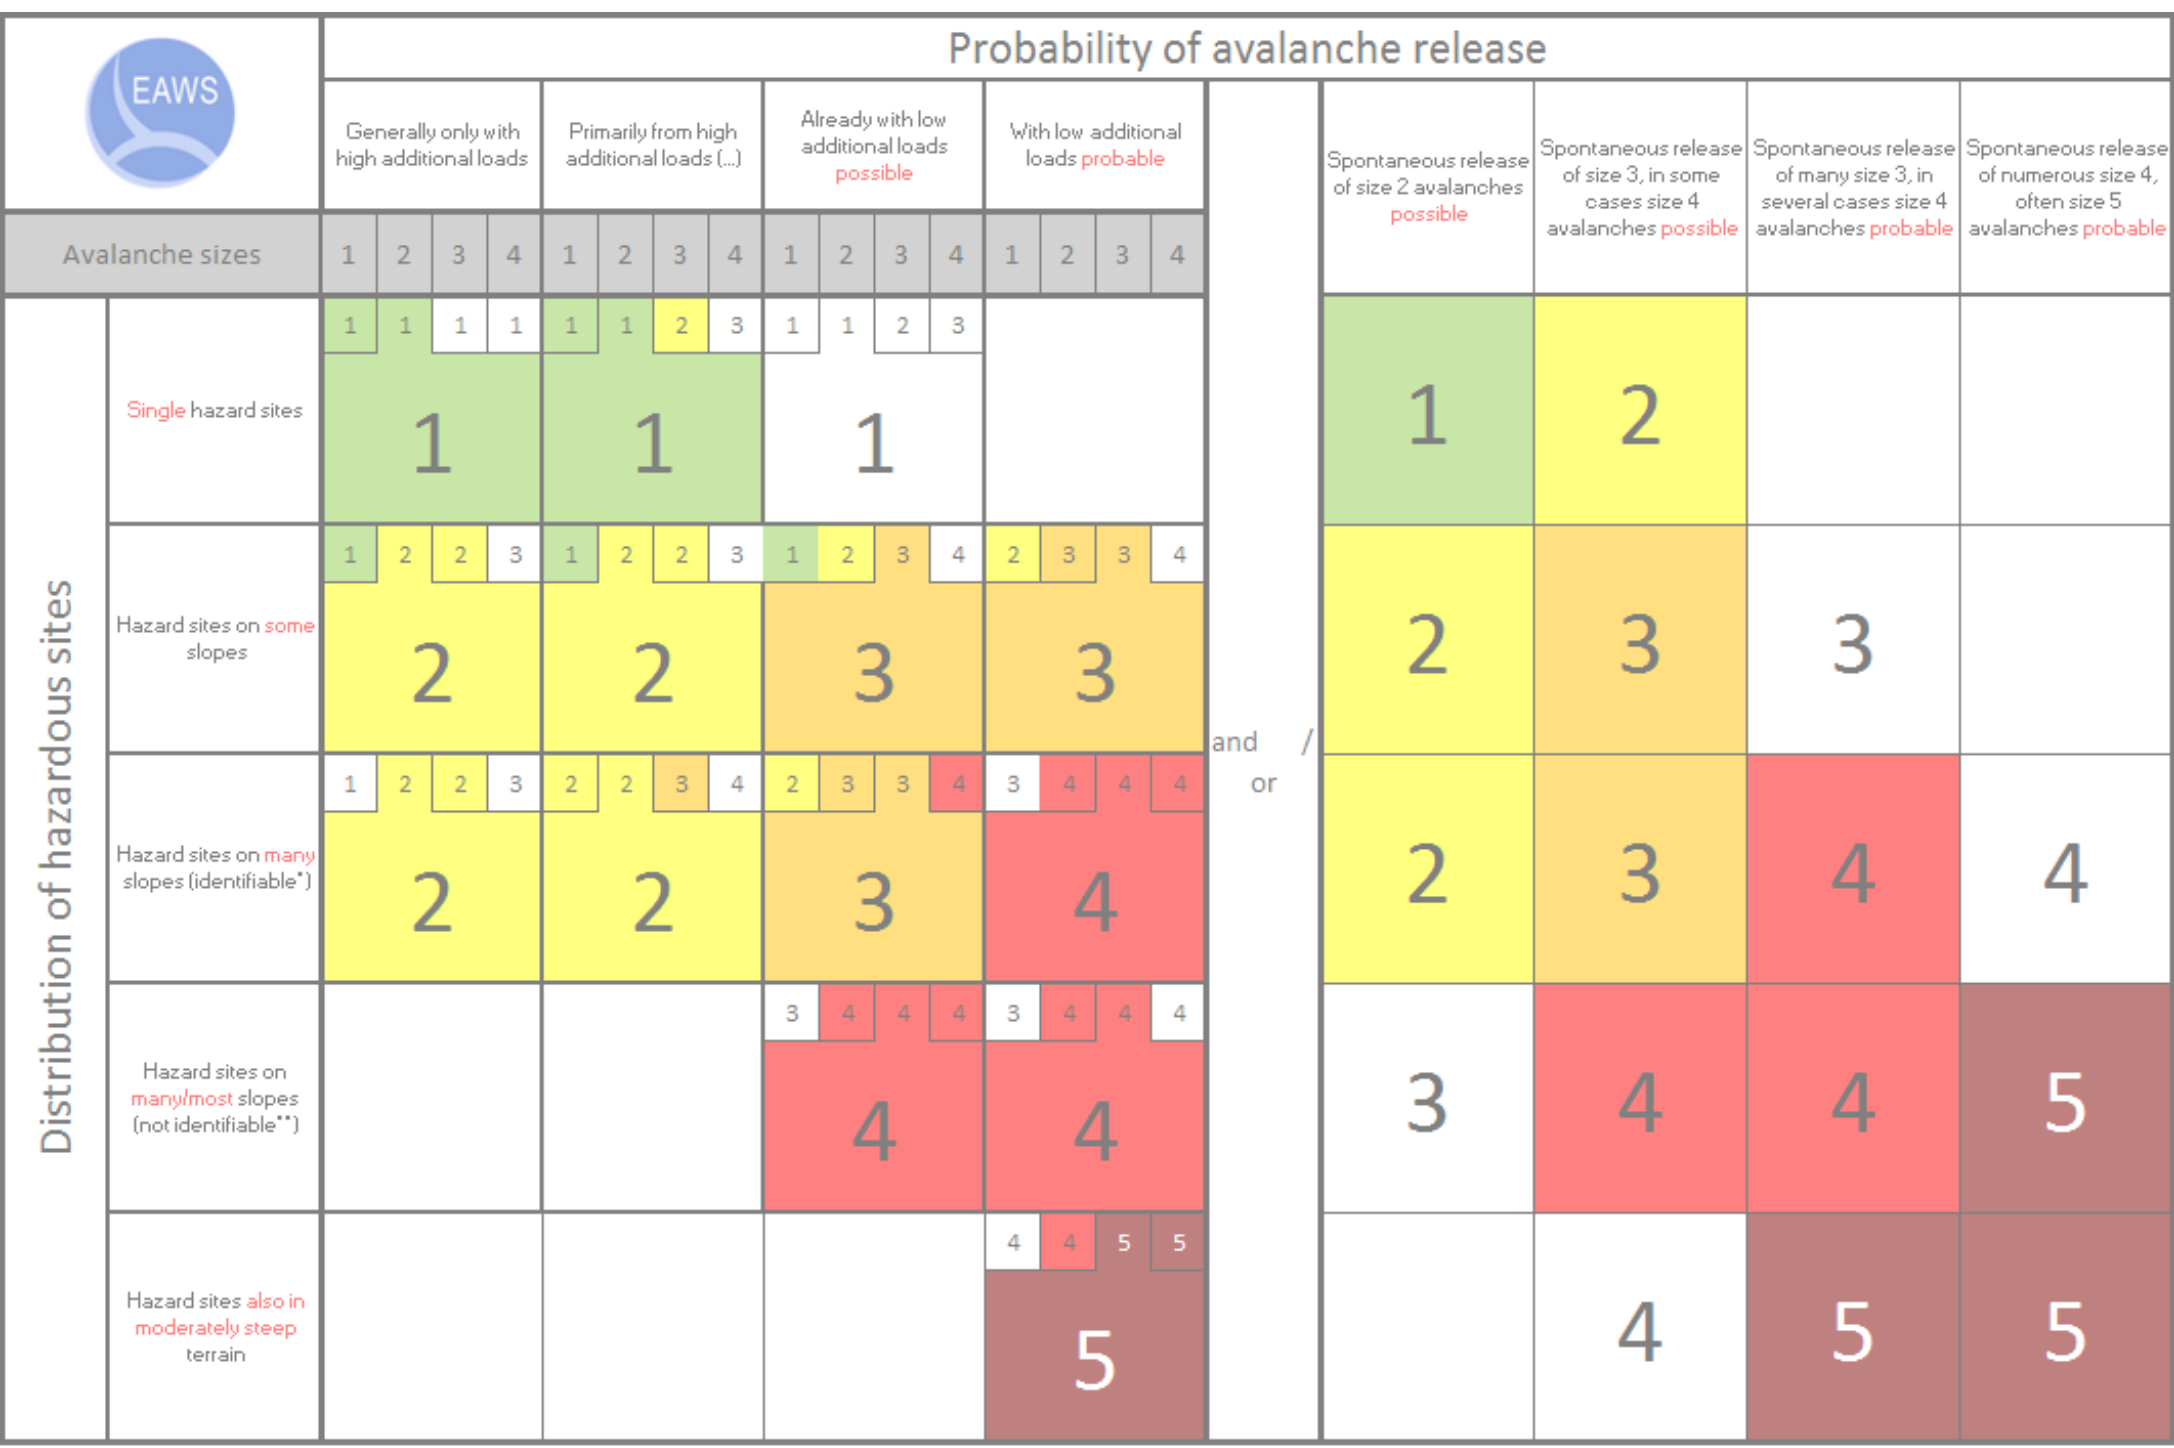 EAWS
Probability of avalanche release
Generally only with
high additional loads
Primarily from high
additional loads (...)
Already with low
additional loads
possible
With low additional
loads probable
Spontaneous release
of size 2 avalanches
possible
Spontaneous release
of size 3, in some
cases size 4
avalanches possible
Spontaneous release
of many size 3, in
several cases size 4
avalanches probable
Spontaneous release
of numerous size 4,
often size 5
avalanches probable
Avalanche sizes
1 2 3 4 1 2 3 4 1 2 3 4 1 2 3 4
Distribution of hazardous sites
and /
or
Single hazard sites
1 1 1 1 1 1 2 3 1 1 2 3
1 1 1 1 2
Hazard sites on some
slopes
1 2 2 3 1 2 2 3 1 2 3 4 2 3 3 4
2 2 3 3 2 3 3
Hazard sites on many
slopes (identifiable*)
1 2 2 3 2 2 3 4 2 3 3 4 3 4 4 4
2 2 3 4 2 3 4 4
Hazard sites on
many/most slopes
(not identifiable**)
3 4 4 4 3 4 4 4
4 4 3 4 4 5
Hazard sites also in
moderately steep
terrain
4 4 5 5
5 4 5 5